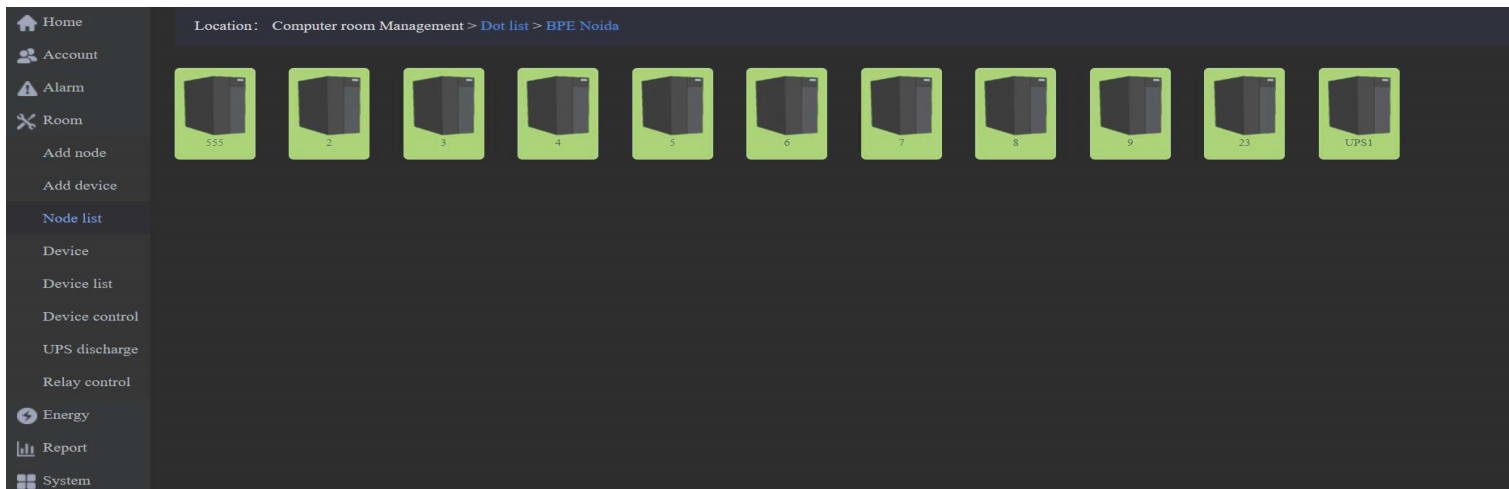 Home
Account
Alarm
Room
Add node
Add device
Node list
Device
Device list
Device control
UPS discharge
Relay control
Energy
Report
System
Location: Computer room Management > Dot list > BPE Noida
555
2
3
4
5
6
7
8
9
23
UPS1